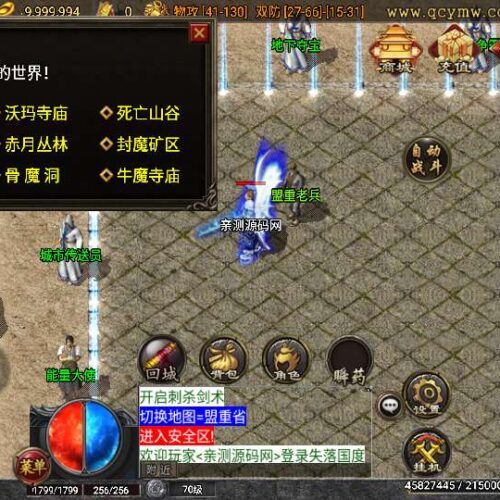 9,999,994 0 物攻 [41-130] 双防 [27-66]-[15-31] www.qcymw.c
的世界!
地下夺宝
商城 充值
沃玛寺庙 死亡山谷
赤月丛林 封魔矿区
骨魔洞 牛魔寺庙
自动
战斗
盟重老兵
亲测源码网
城市传送员
能量大使
回城 背包 角色 瞬药
设置
开启刺杀剑术
切换地图=盟重省
进入安全区!
欢迎玩家<亲测源码网>登录失落国度
挂机
菜单
附近
1799/1799 256/256 70级 45827445 / 215000